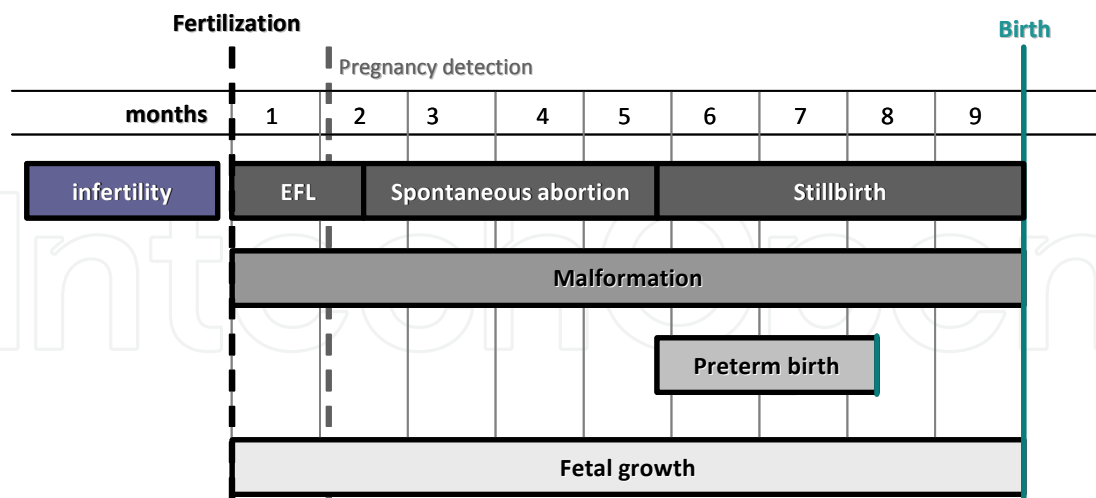 Fertilization
Birth
Pregnancy detection
months 1 2 3 4 5 6 7 8 9
infertility EFL Spontaneous abortion Stillbirth
Malformation
IntechOpen
Preterm birth
Fetal growth